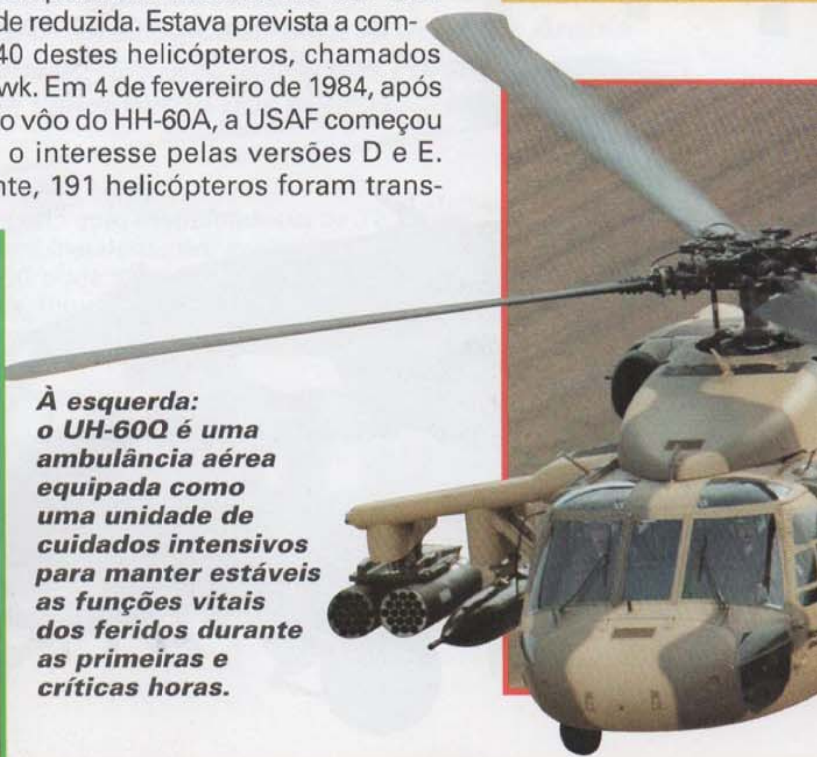 de reduzida. Estava prevista a com-
40 destes helicópteros, chamados
wk. Em 4 de fevereiro de 1984, após
o vôo do HH-60A, a USAF começou
o interesse pelas versões D e E.
nte, 191 helicópteros foram trans-
À esquerda:
o UH-60Q é uma
ambulância aérea
equipada como
uma unidade de
cuidados intensivos
para manter estáveis
as funções vitais
dos feridos durante
as primeiras e
críticas horas.